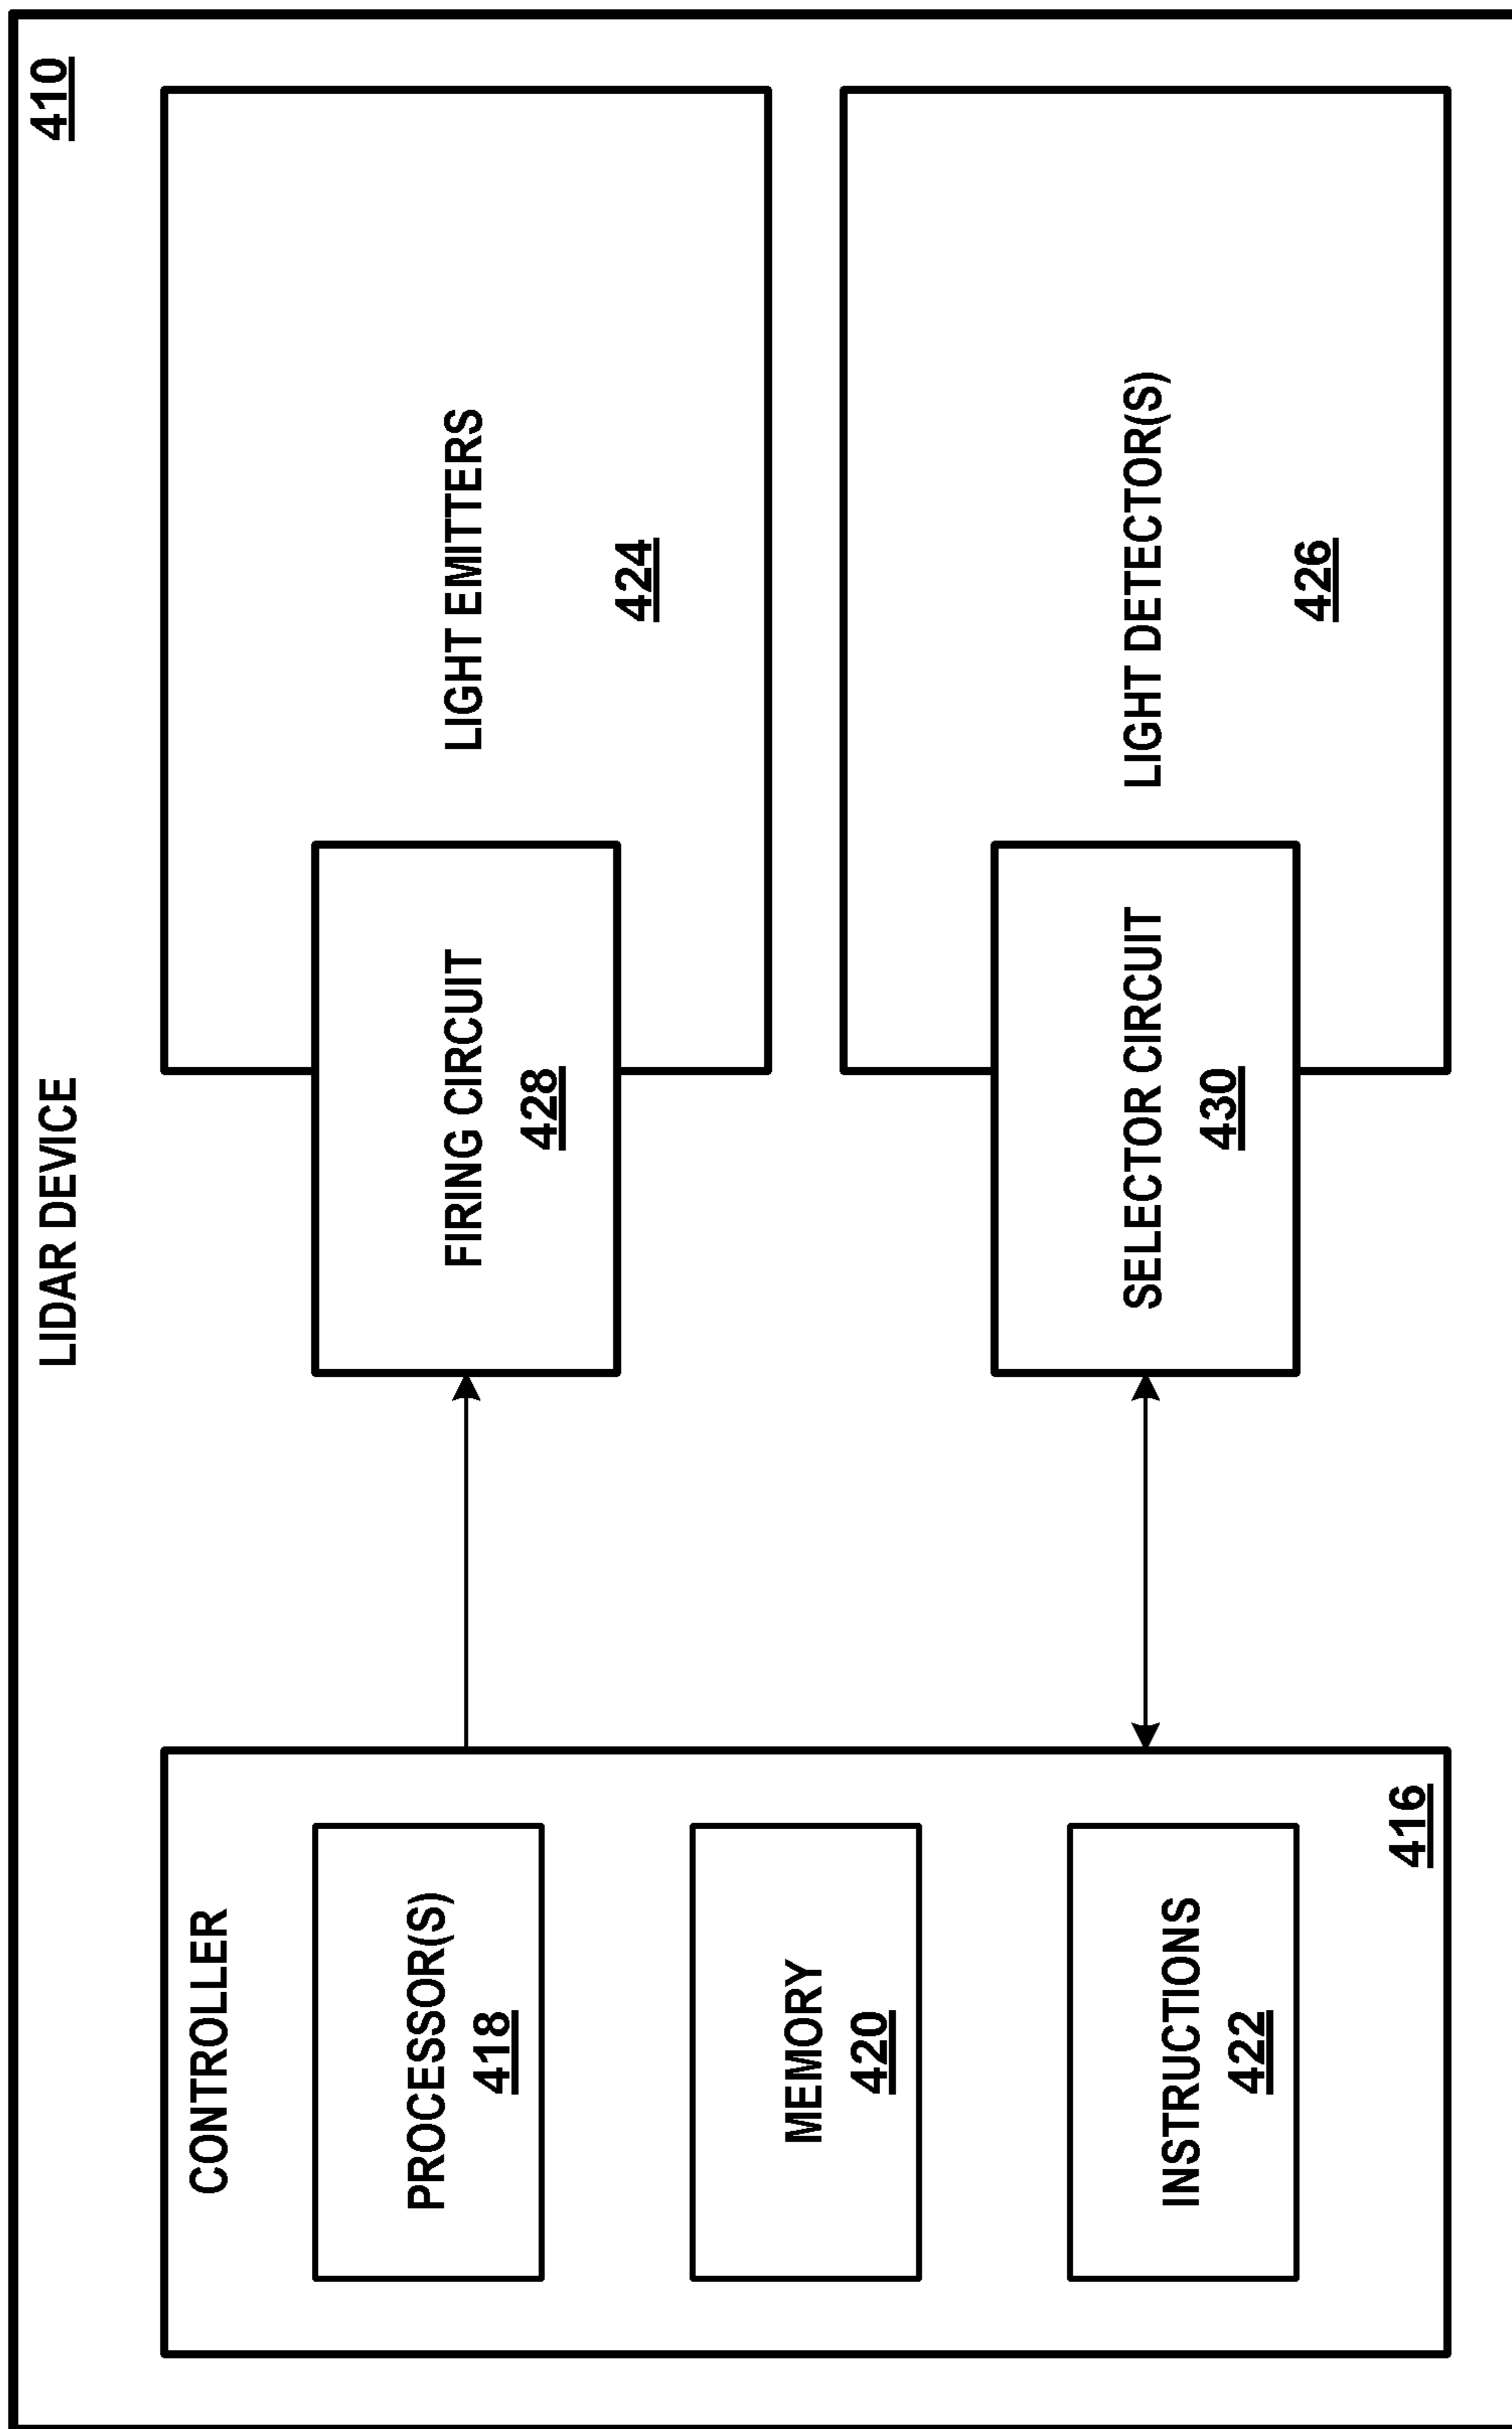 LIDAR DEVICE
410
CONTROLLER
PROCESSOR(S)
418
MEMORY
420
INSTRUCTIONS
422
416
FIRING CIRCUIT
428
LIGHT EMITTERS
424
SELECTOR CIRCUIT
430
LIGHT DETECTOR(S)
426